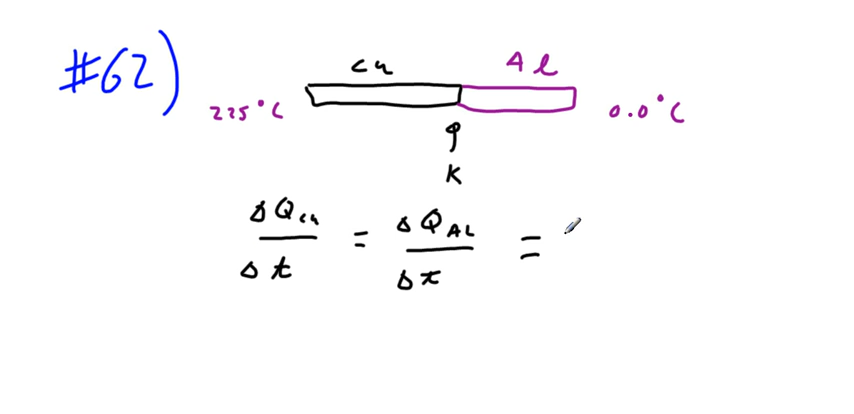 #62)
cu Al
225°C 0.0°C
K
ΔQcu = ΔQAL =
Δt Δt